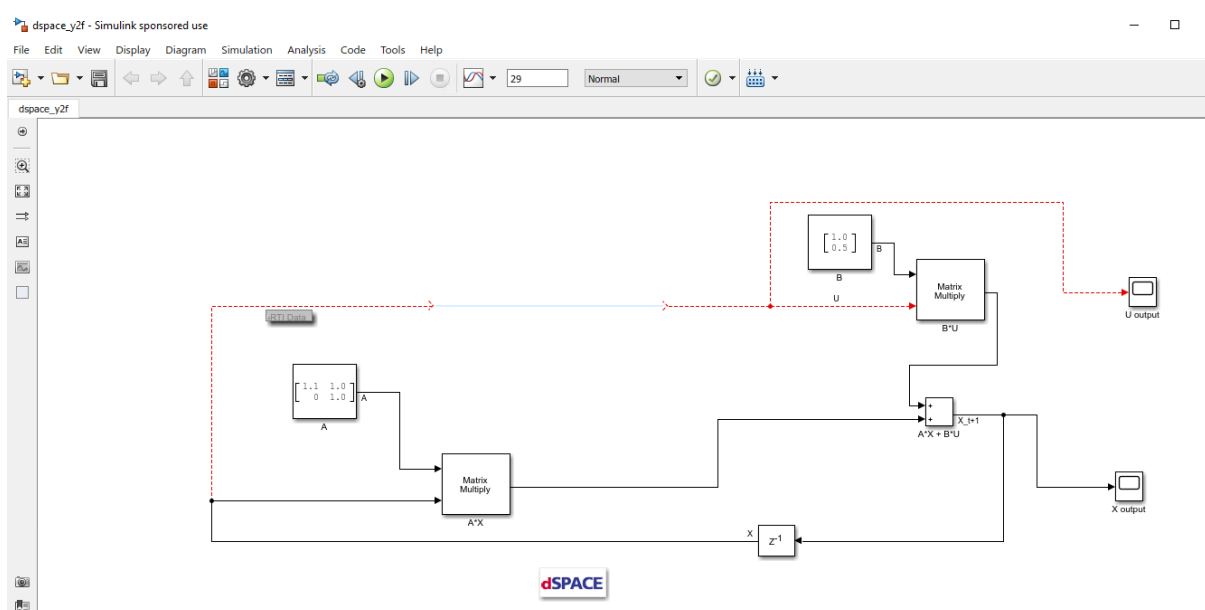 dspace_y2f - Simulink sponsored use
File Edit View Display Diagram Simulation Analysis Code Tools Help
29 Normal
dspace_y2f
1.0
0.5
B
B
U
Matrix
Multiply
B*U
U output
RTI Data
1.1 1.0
0 1.0
A
A
+
+
X_t+1
A*X + B*U
Matrix
Multiply
A*X
X output
X
Z-1
dSPACE